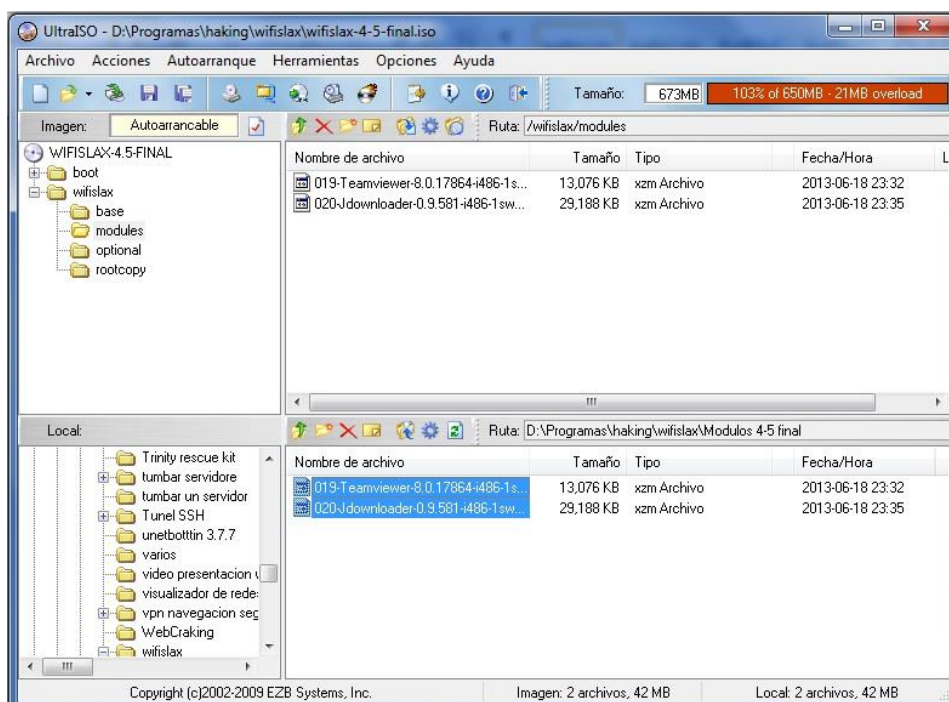 UltraISO - D:\Programas\haking\wifislax\wifislax-4-5-final.iso
Archivo Acciones Autoarranque Herramientas Opciones Ayuda
Tamaño: 673MB 103% of 650MB - 21MB overload
Imagen: Autoarrancable Ruta: /wifislax/modules
WIFISLAX-4.5-FINAL
boot
wifislax
base
modules
optional
rootcopy
Nombre de archivo Tamaño Tipo Fecha/Hora L
019-Teamviewer-8.0.17864-i486-1s... 13,076 KB xzm Archivo 2013-06-18 23:32
020-Jdownloader-0.9.581-i486-1sw... 29,188 KB xzm Archivo 2013-06-18 23:35
Local: Ruta: D:\Programas\haking\wifislax\Modulos 4-5 final
Trinity rescue kit
tumbar servidore
tumbar un servidor
Tunel SSH
unetbotttin 3.7.7
varios
video presentacion
visualizador de rede
vpn navegacion seg
WebCraking
wifislax
Nombre de archivo Tamaño Tipo Fecha/Hora
019-Teamviewer-8.0.17864-i486-1s... 13,076 KB xzm Archivo 2013-06-18 23:32
020-Jdownloader-0.9.581-i486-1sw... 29,188 KB xzm Archivo 2013-06-18 23:35
Copyright (c)2002-2009 EZB Systems, Inc. Imagen: 2 archivos, 42 MB Local: 2 archivos, 42 MB